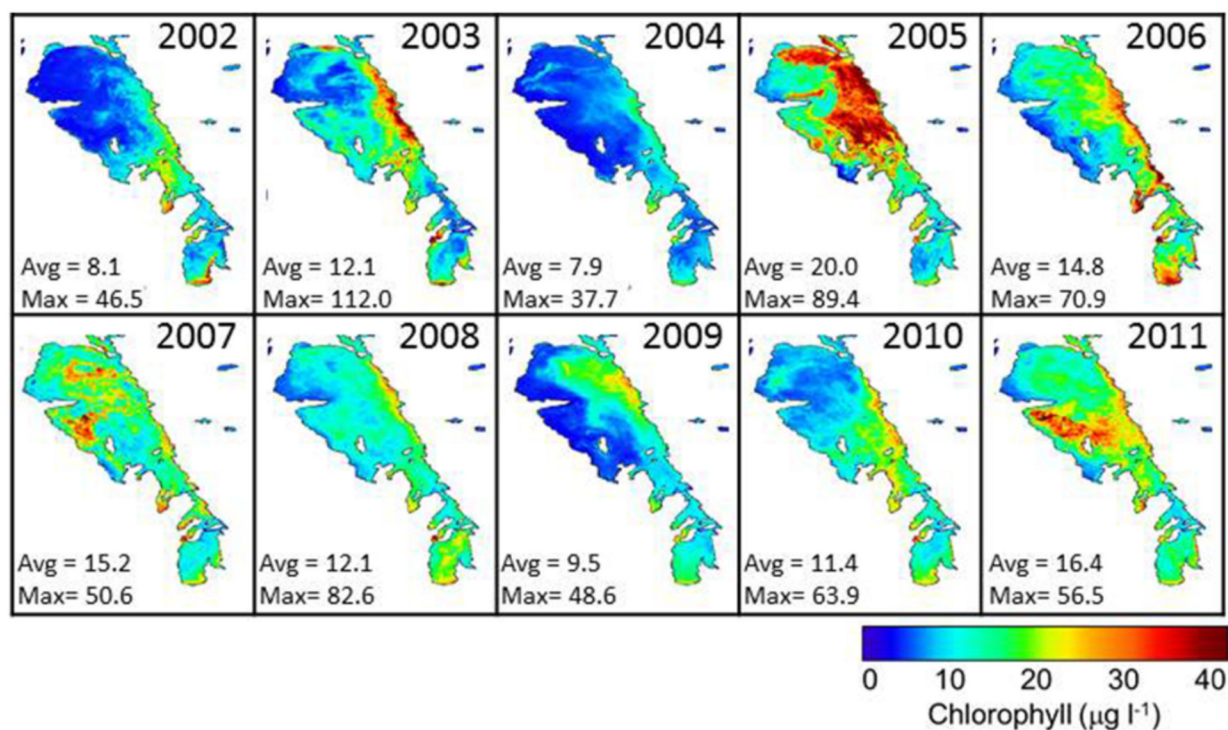 2002
Avg = 8.1
Max = 46.5
2003
Avg = 12.1
Max = 112.0
2004
Avg = 7.9
Max = 37.7
2005
Avg = 20.0
Max = 89.4
2006
Avg = 14.8
Max = 70.9
2007
Avg = 15.2
Max= 50.6
2008
Avg = 12.1
Max= 82.6
2009
Avg = 9.5
Max= 48.6
2010
Avg = 11.4
Max= 63.9
2011
Avg = 16.4
Max= 56.5
0 10 20 30 40
Chlorophyll (µg l⁻¹)